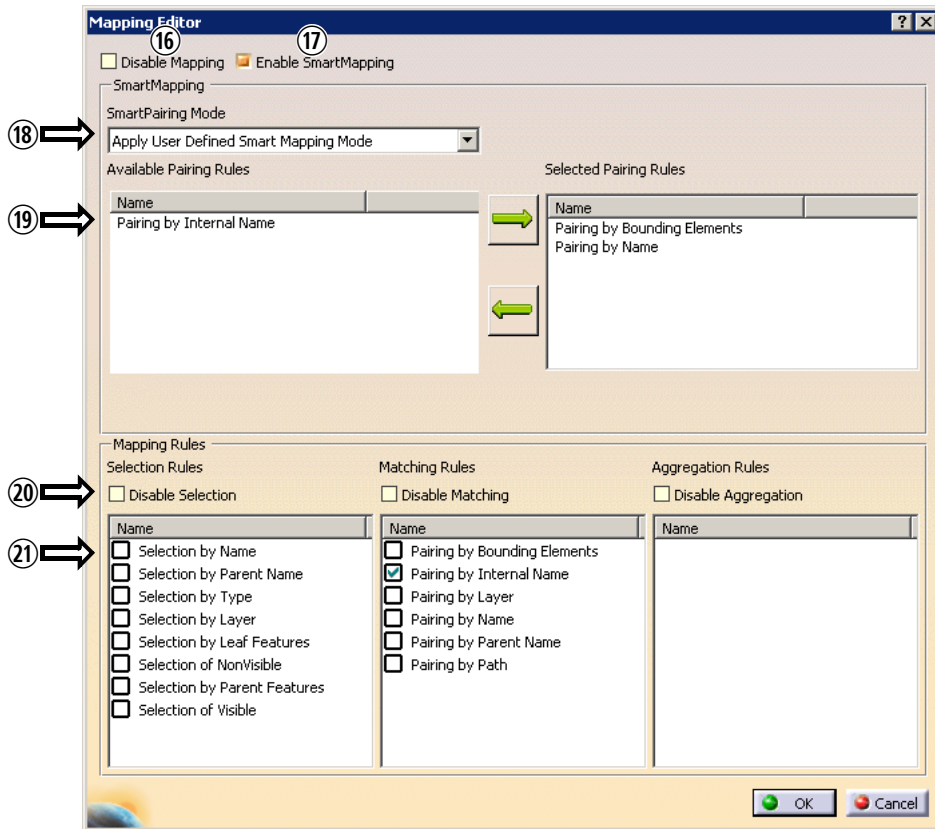 Mapping Editor
⑯ ⑰
Disable Mapping Enable SmartMapping
SmartMapping
SmartPairing Mode
⑱
Apply User Defined Smart Mapping Mode
Available Pairing Rules
Selected Pairing Rules
⑲
Name
Pairing by Internal Name
Name
Pairing by Bounding Elements
Pairing by Name
Mapping Rules
Selection Rules
Matching Rules
Aggregation Rules
⑳
Disable Selection
Disable Matching
Disable Aggregation
㉑
Name
Selection by Name
Selection by Parent Name
Selection by Type
Selection by Layer
Selection by Leaf Features
Selection of NonVisible
Selection by Parent Features
Selection of Visible
Name
Pairing by Bounding Elements
Pairing by Internal Name
Pairing by Layer
Pairing by Name
Pairing by Parent Name
Pairing by Path
Name
OK
Cancel